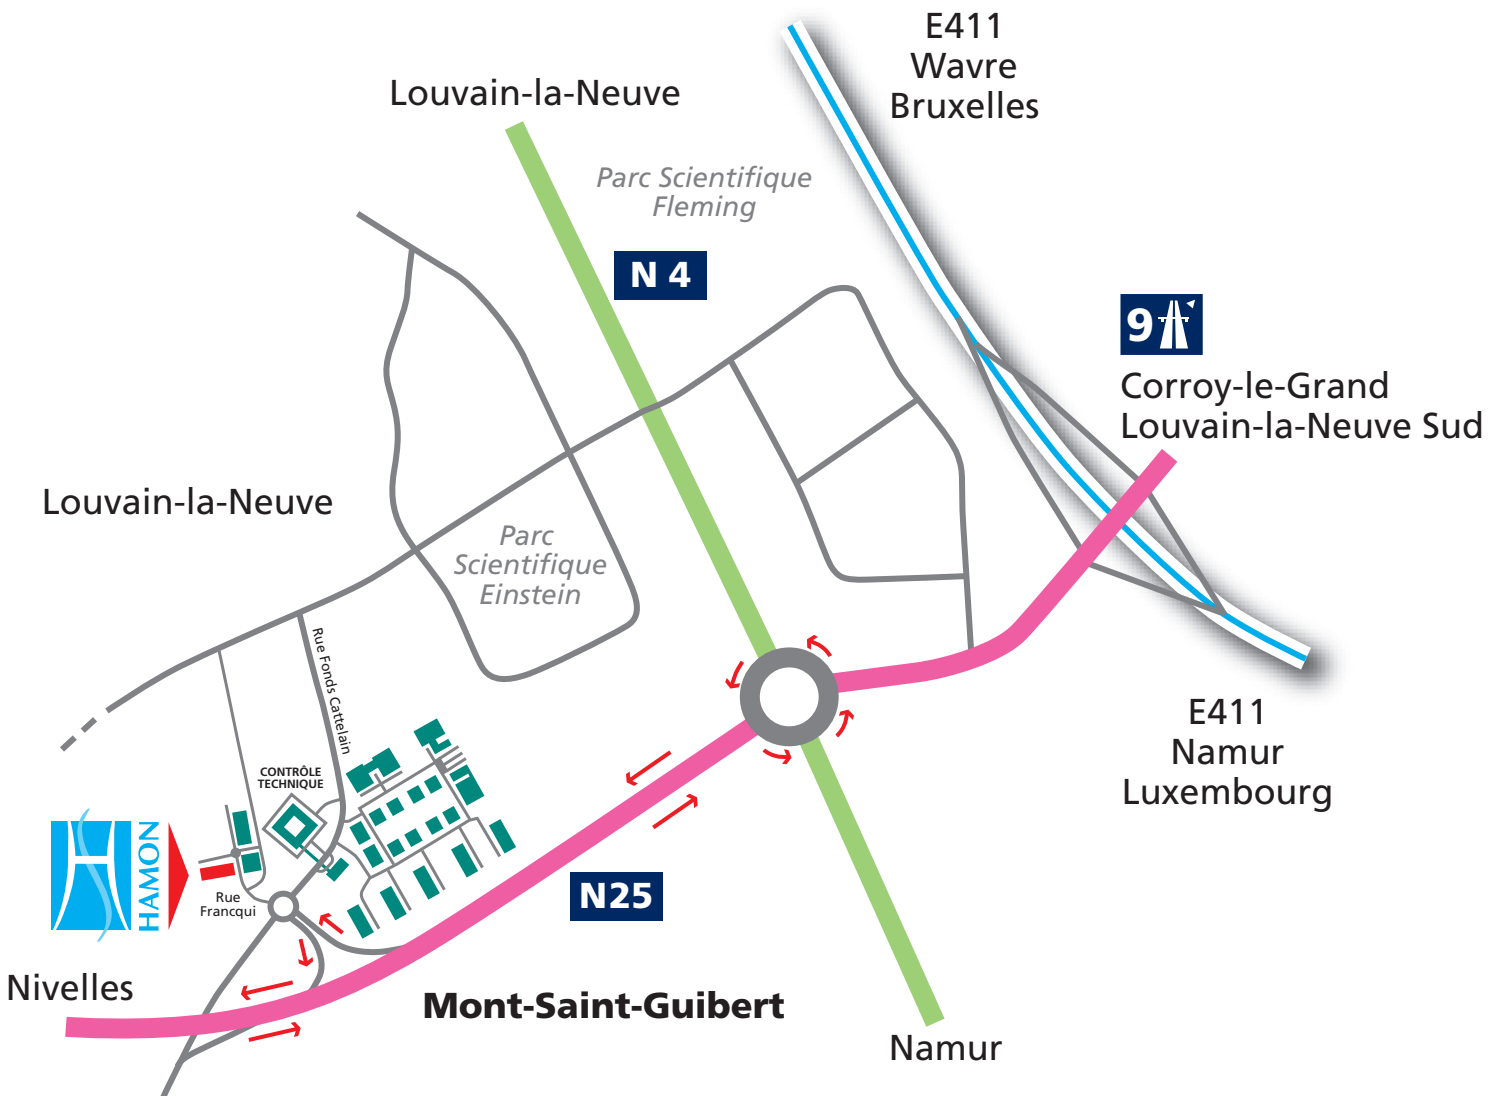 E411
Wavre
Bruxelles
Louvain-la-Neuve
Parc Scientifique
Fleming
N 4
9
Corroy-le-Grand
Louvain-la-Neuve Sud
Louvain-la-Neuve
Parc
Scientifique
Einstein
Rue Fonds Cattelain
E411
Namur
Luxembourg
CONTRÔLE
TECHNIQUE
HAMON
Rue
Francqui
N25
Nivelles
Mont-Saint-Guibert
Namur